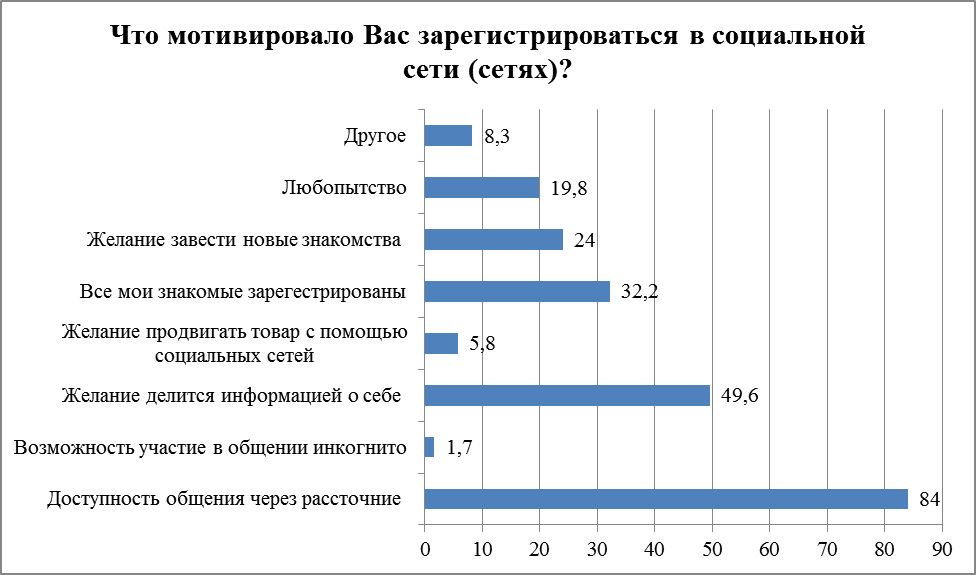 Что мотивировало Вас зарегистрироваться в социальной
сети (сетях)?
Другое
8,3
Любопытство
19,8
Желание завести новые знакомства
24
Все мои знакомые зарегестрированы
32,2
Желание продвигать товар с помощью
социальных сетей
5,8
Желание делится информацией о себе
49,6
Возможность участие в общении инкогнито
1,7
Доступность общения через рассточние
84
0 10 20 30 40 50 60 70 80 90